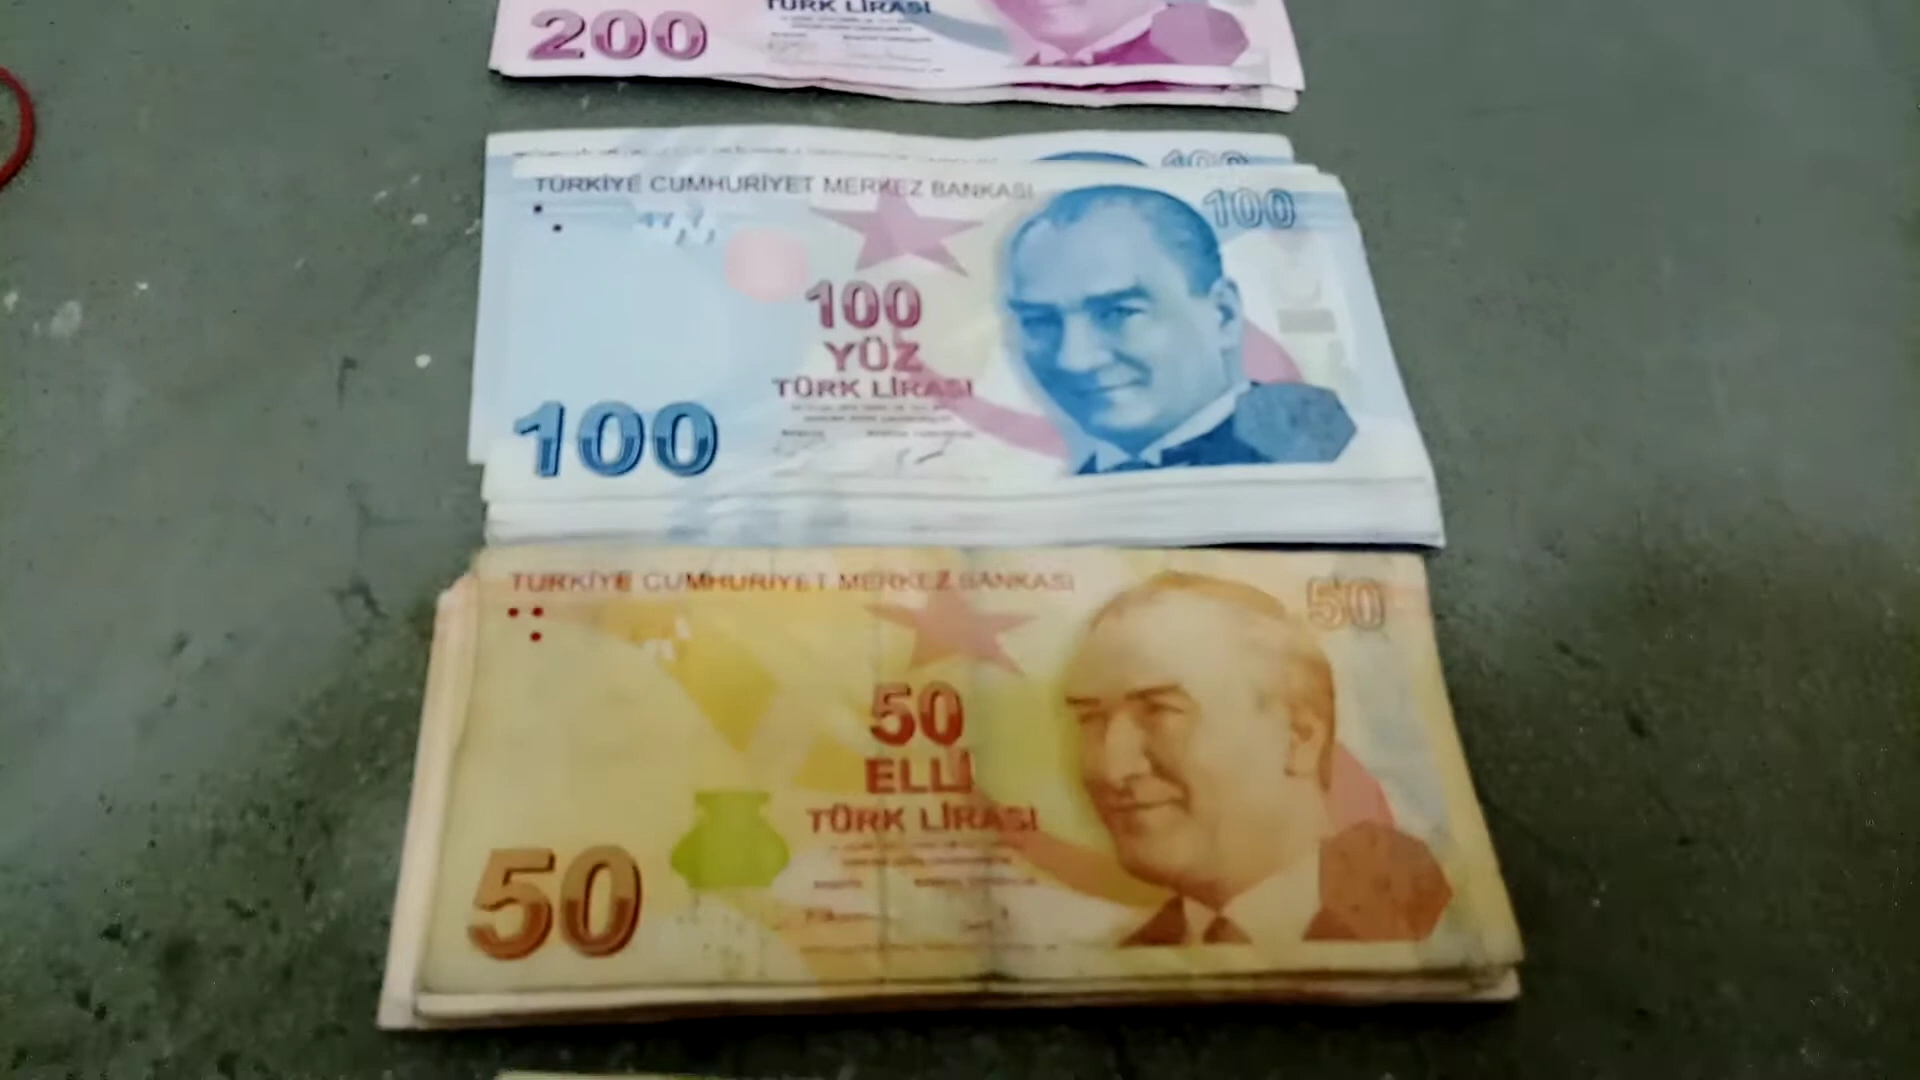 TÜRK LİRASI
200
100
TÜRKİYE CUMHURİYET MERKEZ BANKASI
100
100
YÜZ
TÜRK LİRASI
100
TÜRKİYE CUMHURİYET MERKEZ BANKASI
50
50
ELLİ
TÜRK LİRASI
50